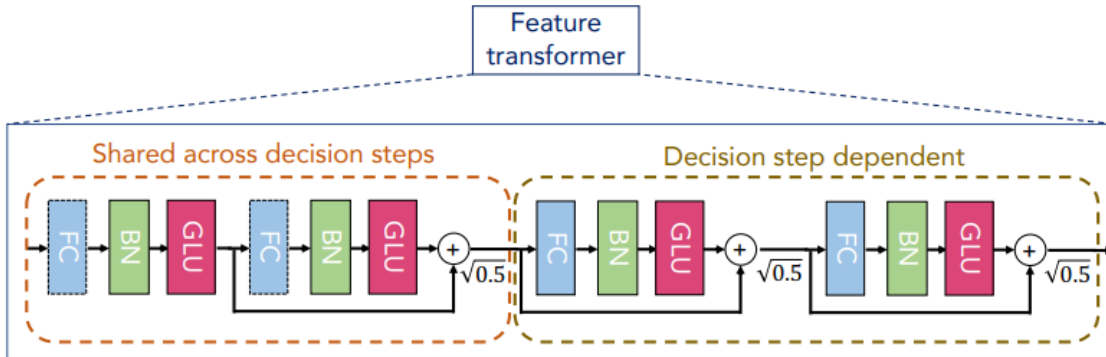 Feature
transformer
Shared across decision steps
Decision step dependent
FC
BN
GLU
FC
BN
GLU
+
√0.5
FC
BN
GLU
+
√0.5
FC
BN
GLU
+
√0.5